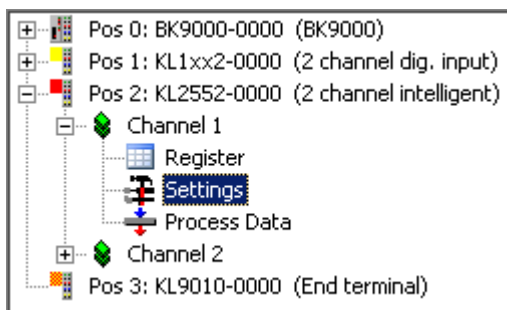 Pos 0: BK9000-0000 (BK9000)
Pos 1: KL1xx2-0000 (2 channel dig. input)
Pos 2: KL2552-0000 (2 channel intelligent)
Channel 1
Register
Settings
Process Data
Channel 2
Pos 3: KL9010-0000 (End terminal)